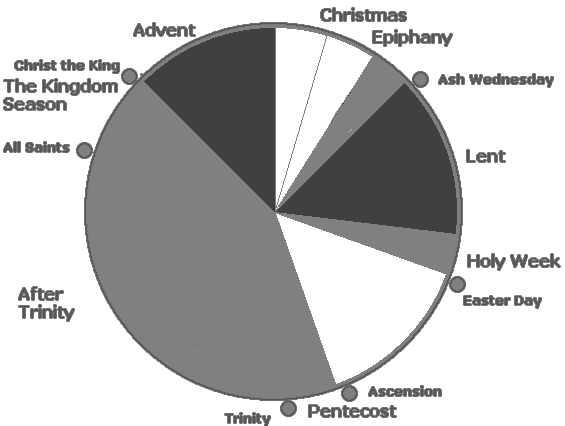 Christmas
Epiphany
Ash Wednesday
Lent
Holy Week
Easter Day
Ascension
Pentecost
Trinity
After
Trinity
All Saints
The Kingdom
Season
Christ the King
Advent